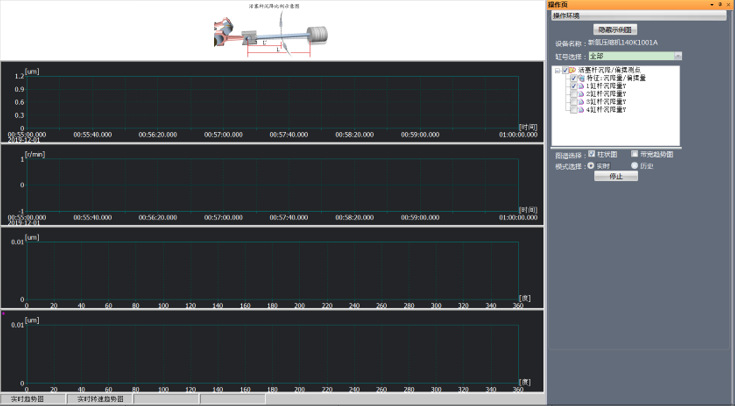 活塞杆沉降比例示意图
L'
L
[um]
1.2
0.9
0.6
0.3
0
[时间]
00:55:00.000 00:55:40.000 00:56:20.000 00:57:00.000 00:57:40.000 00:58:20.000 00:59:00.000 01:00:00.000
2019-12-01
[r/min]
1
0
-1
[时间]
00:55:00.000 00:55:40.000 00:56:20.000 00:57:00.000 00:57:40.000 00:58:20.000 00:59:00.000 01:00:00.000
2019-12-01
[um]
0.01
0
[度]
0 20 40 60 80 100 120 140 160 180 200 220 240 260 280 300 320 340 360
[um]
0.01
0
[度]
0 20 40 60 80 100 120 140 160 180 200 220 240 260 280 300 320 340 360
实时趋势图 实时转速趋势图
操作页
操作环境
隐藏示例图
设备名称: 新氢压缩机140K1001A
缸号选择: 全部
活塞杆沉降/偏摆测点
特征:沉降量/偏摆量
1缸杆沉降量Y
2缸杆沉降量Y
3缸杆沉降量Y
4缸杆沉降量Y
图谱选择: 柱状图 带宽趋势图
模式选择: 实时 历史
停止